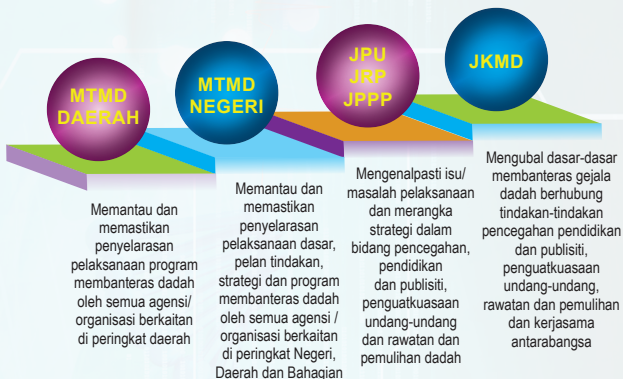 MTMD
DAERAH
Memantau dan
memastikan
penyelarasan
pelaksanaan program
membanteras dadah
oleh semua agensi/
organisasi berkaitan
di peringkat daerah
MTMD
NEGERI
Memantau dan
memastikan
penyelarasan
pelaksanaan dasar,
pelan tindakan,
strategi dan program
membanteras dadah
oleh semua agensi /
organisasi berkaitan
di peringkat Negeri,
Daerah dan Bahagian
JPU
JRP
JPPP
Mengenalpasti isu/
masalah pelaksanaan
dan merangka
strategi dalam
bidang pencegahan,
pendidikan
dan publisiti,
penguatkuasaan
undang-undang
dan rawatan dan
pemulihan dadah
JKMD
Mengubal dasar-dasar
membanteras gejala
dadah berhubung
tindakan-tindakan
pencegahan pendidikan
dan publisiti,
penguatkuasaan
undang-undang,
rawatan dan pemulihan
dan kerjasama
antarabangsa